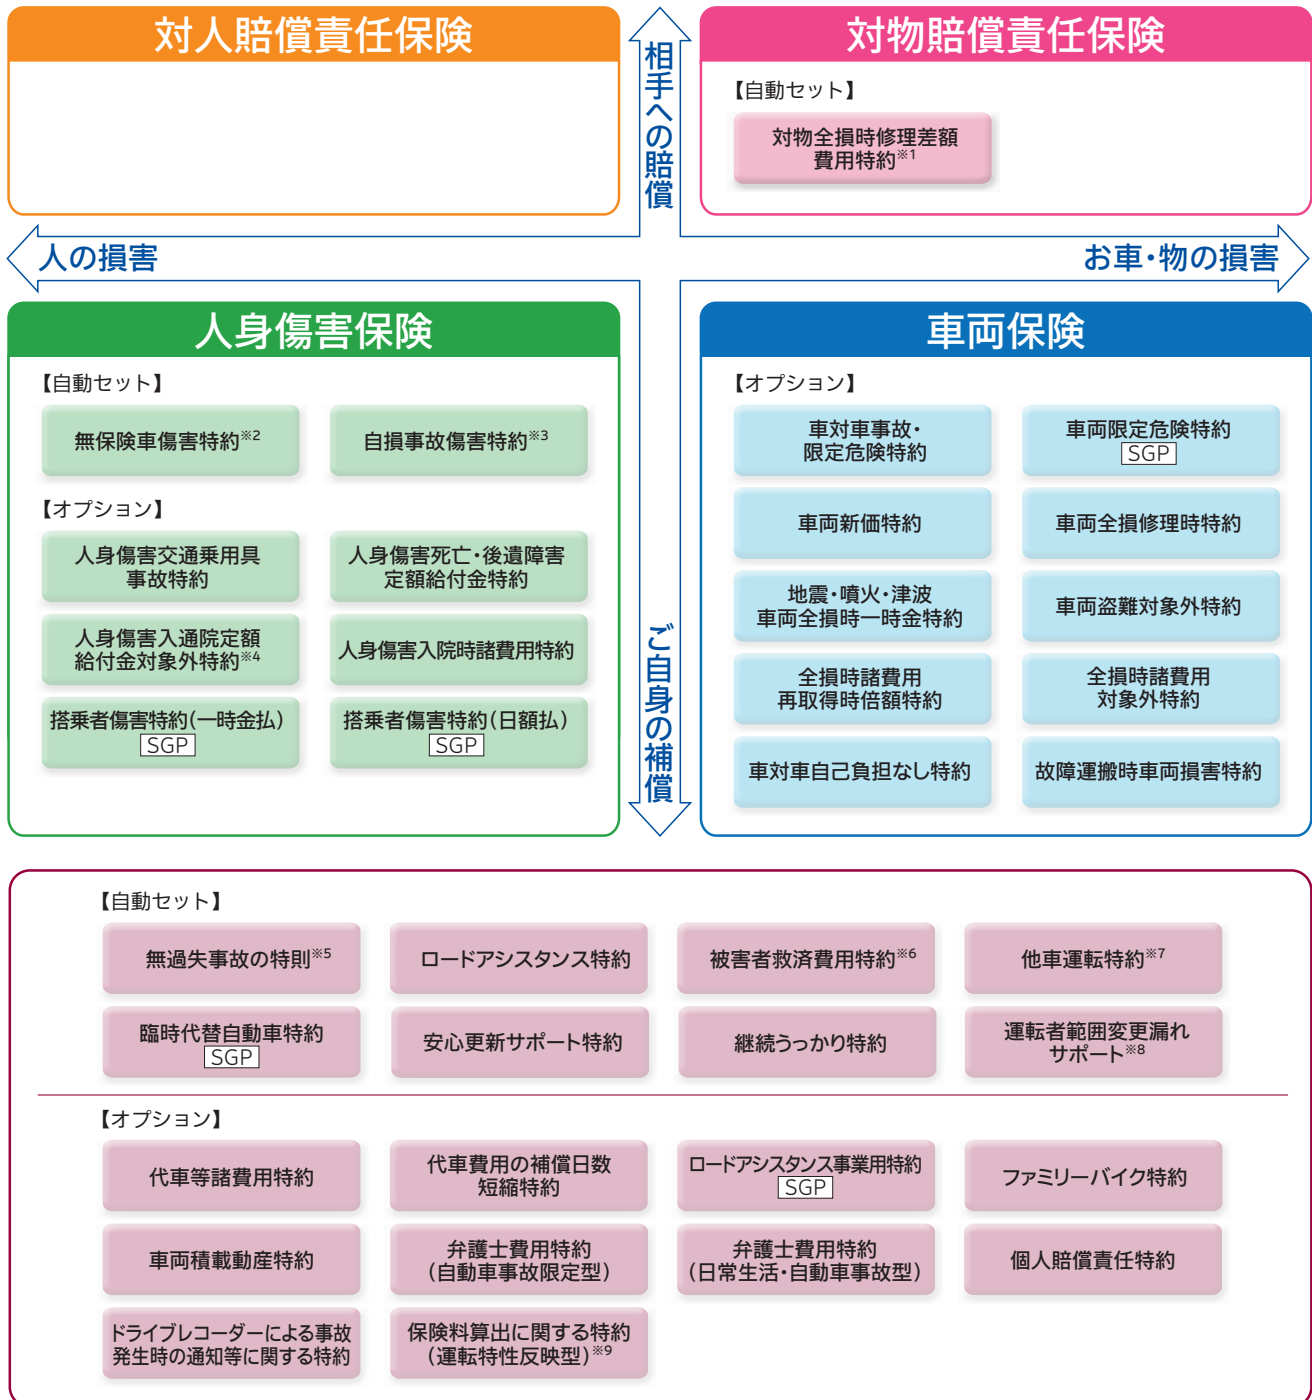 対人賠償責任保険
対物賠償責任保険
【自動セット】
対物全損時修理差額
費用特約※1
相手への賠償
人の損害
お車・物の損害
ご自身の補償
人身傷害保険
【自動セット】
無保険車傷害特約※2
自損事故傷害特約※3
【オプション】
人身傷害交通乗用具
事故特約
人身傷害死亡・後遺障害
定額給付金特約
人身傷害入通院定額
給付金対象外特約※4
人身傷害入院時諸費用特約
搭乗者傷害特約(一時金払)
SGP
搭乗者傷害特約(日額払)
SGP
車両保険
【オプション】
車対車事故・
限定危険特約
車両限定危険特約
SGP
車両新価特約
車両全損修理時特約
地震・噴火・津波
車両全損時一時金特約
車両盗難対象外特約
全損時諸費用
再取得時倍額特約
全損時諸費用
対象外特約
車対車自己負担なし特約
故障運搬時車両損害特約
【自動セット】
無過失事故の特則※5
ロードアシスタンス特約
被害者救済費用特約※6
他車運転特約※7
臨時代替自動車特約
SGP
安心更新サポート特約
継続うっかり特約
運転者範囲変更漏れ
サポート※8
【オプション】
代車等諸費用特約
代車費用の補償日数
短縮特約
ロードアシスタンス事業用特約
SGP
ファミリーバイク特約
車両積載動産特約
弁護士費用特約
(自動車事故限定型)
弁護士費用特約
(日常生活・自動車事故型)
個人賠償責任特約
ドライブレコーダーによる事故
発生時の通知等に関する特約
保険料算出に関する特約
(運転特性反映型)※9